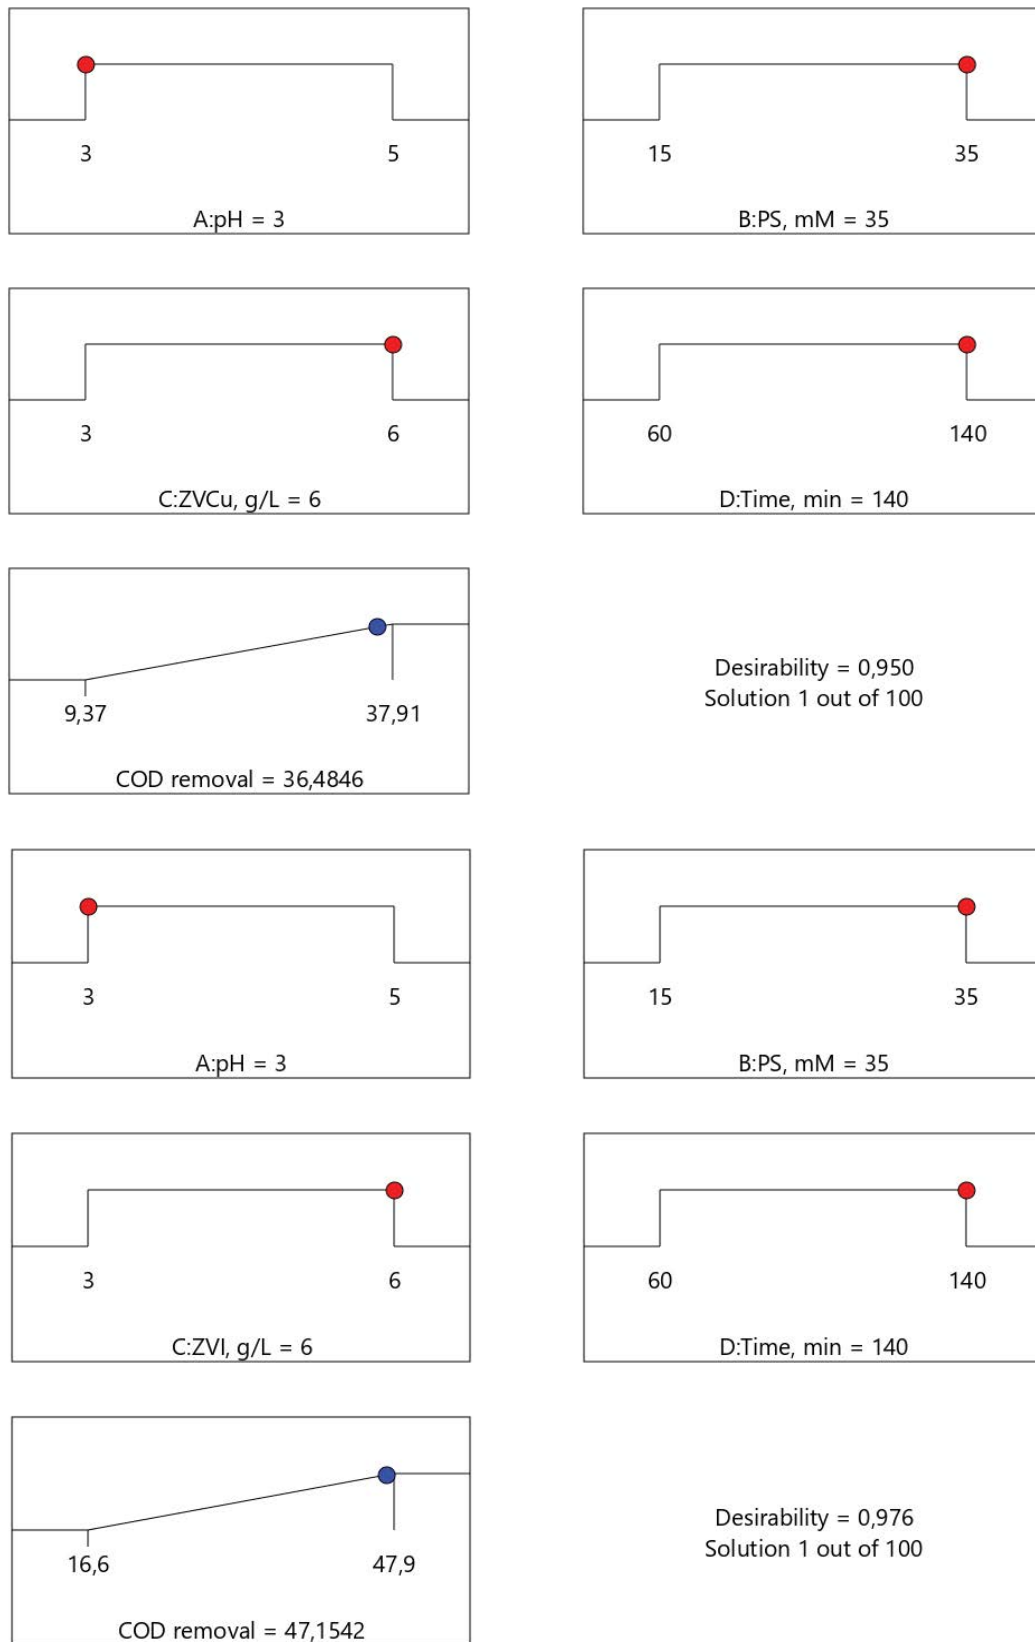 3 5
A:pH = 3
15 35
B:PS, mM = 35
3 6
C:ZVCu, g/L = 6
60 140
D:Time, min = 140
9,37 37,91
COD removal = 36,4846
Desirability = 0,950
Solution 1 out of 100
3 5
A:pH = 3
15 35
B:PS, mM = 35
3 6
C:ZVI, g/L = 6
60 140
D:Time, min = 140
16,6 47,9
COD removal = 47,1542
Desirability = 0,976
Solution 1 out of 100